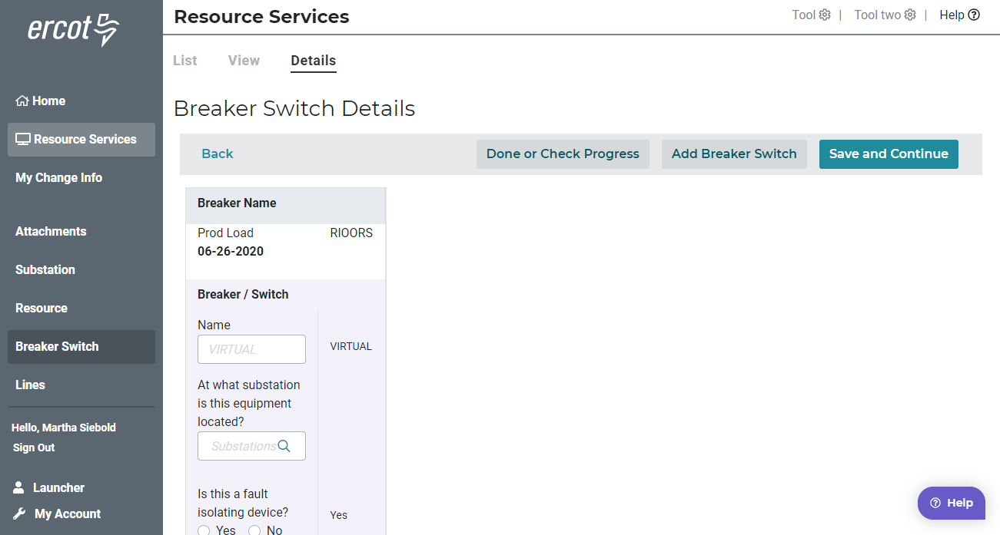 ercot
Resource Services
Tool | Tool two | Help
List View Details
Home
Resource Services
My Change Info
Attachments
Substation
Resource
Breaker Switch
Lines
Hello, Martha Siebold
Sign Out
Launcher
My Account
Breaker Switch Details
Back Done or Check Progress Add Breaker Switch Save and Continue
Breaker Name
Prod Load RIOORS
06-26-2020
Breaker / Switch
Name
VIRTUAL VIRTUAL
At what substation
is this equipment
located?
Substations
Is this a fault
isolating device? Yes
Yes No
Help